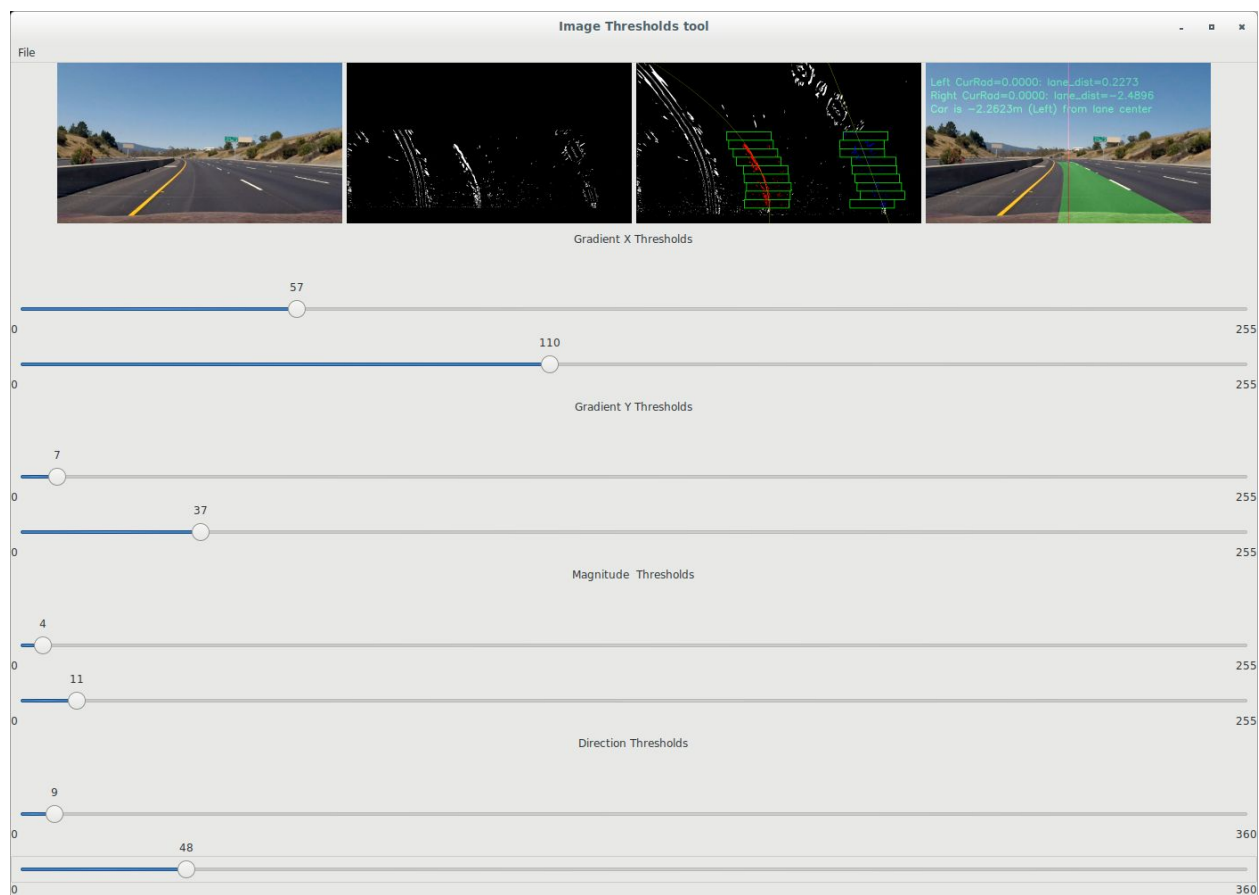 Image Thresholds tool
File
Left CurRad=0.0000: lane_dist=0.2273
Right CurRad=0.0000: lane_dist=-2.4896
Car is -2.2623m (Left) from lane center
Gradient X Thresholds
57
0 255
110
0 255
Gradient Y Thresholds
7
0 255
37
0 255
Magnitude  Thresholds
4
0 255
11
0 255
Direction Thresholds
9
0 360
48
0 360